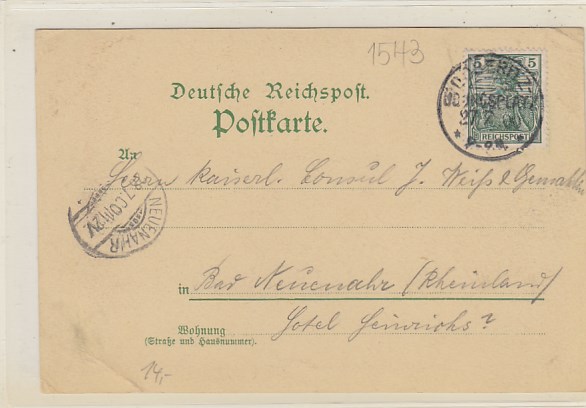 1543
5 5
REICHSPOST
Deutsche Reichspost.
Postkarte.
An
Herrn Kaiserl. Consul J. Weiß & Gemahlin
NEUENAHR
in Bad Neuenahr (Rheinland)
Wohnung Hotel Heinrichs?
(Straße und Hausnummer).
14,-